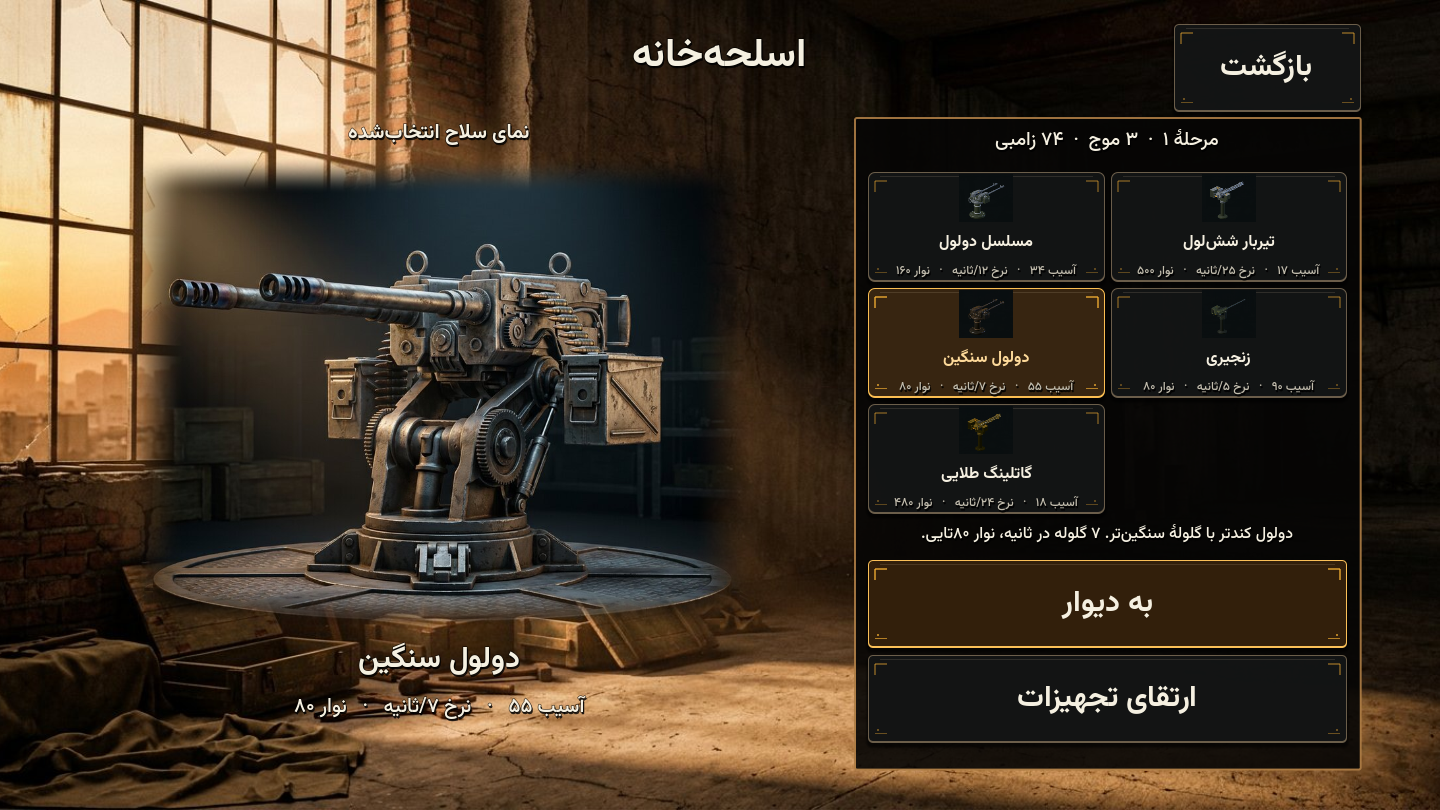 بازگشت
اسلحه‌خانه
مرحلهٔ ۱ · ۳ موج · ۷۴ زامبی
تیربار شش‌لول
آسیب ۱۷ · نرخ ۲۵/ثانیه · نوار ۵۰۰
مسلسل دولول
آسیب ۳۴ · نرخ ۱۲/ثانیه · نوار ۱۶۰
زنجیری
آسیب ۹۰ · نرخ ۵/ثانیه · نوار ۸۰
دولول سنگین
آسیب ۵۵ · نرخ ۷/ثانیه · نوار ۸۰
گاتلینگ طلایی
آسیب ۱۸ · نرخ ۲۴/ثانیه · نوار ۴۸۰
دولول کندتر با گلولهٔ سنگین‌تر. ۷ گلوله در ثانیه، نوار ۸۰تایی.
به دیوار
ارتقای تجهیزات
نمای سلاح انتخاب‌شده
دولول سنگین
آسیب ۵۵ · نرخ ۷/ثانیه · نوار ۸۰